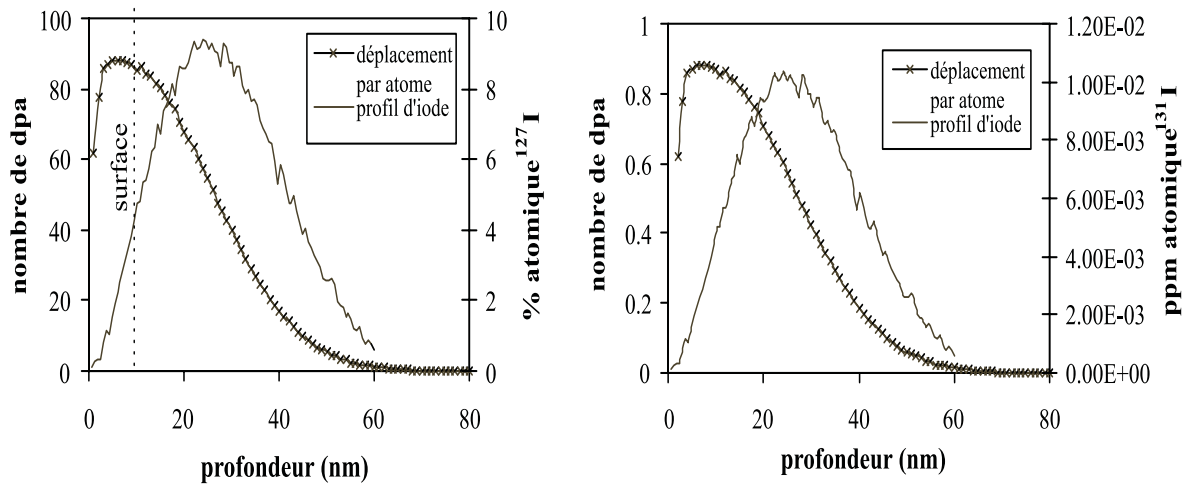 nombre de dpa
100
80
60
40
20
0
surface
déplacement
par atome
profil d'iode
10
8
6
4
2
0
% atomique ¹²⁷I
0 20 40 60 80
profondeur (nm)
nombre de dpa
1
0.8
0.6
0.4
0.2
0
déplacement
par atome
profil d'iode
1.20E-02
1.00E-02
8.00E-03
6.00E-03
4.00E-03
2.00E-03
0.00E+00
ppm atomique ¹³¹I
0 20 40 60 80
profondeur (nm)